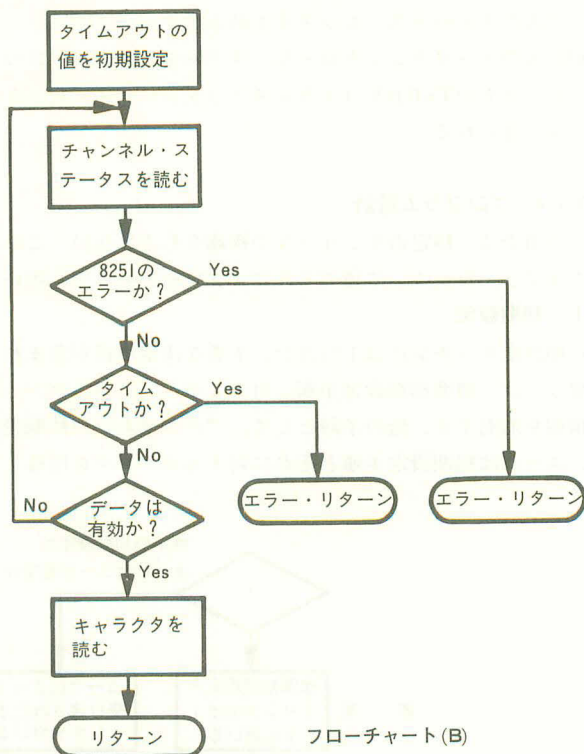 タイムアウトの
値を初期設定
チャンネル・ス
テータスを読む
8251の
エラーか?
Yes
No
タイム
アウトか?
Yes
No
エラー・リターン
エラー・リターン
データは
有効か?
No
Yes
キャラクタを
読む
リターン
フローチャート(B)